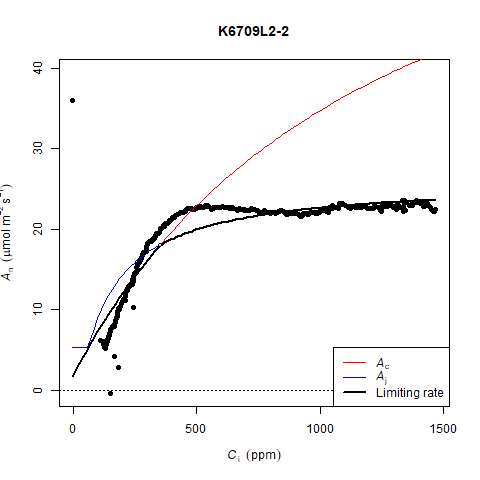 K6709L2-2
40
30
20
10
0
Aₙ (μmol m⁻² s⁻¹)
0 500 1000 1500
Cᵢ (ppm)
A꜀
Aⱼ
Limiting rate